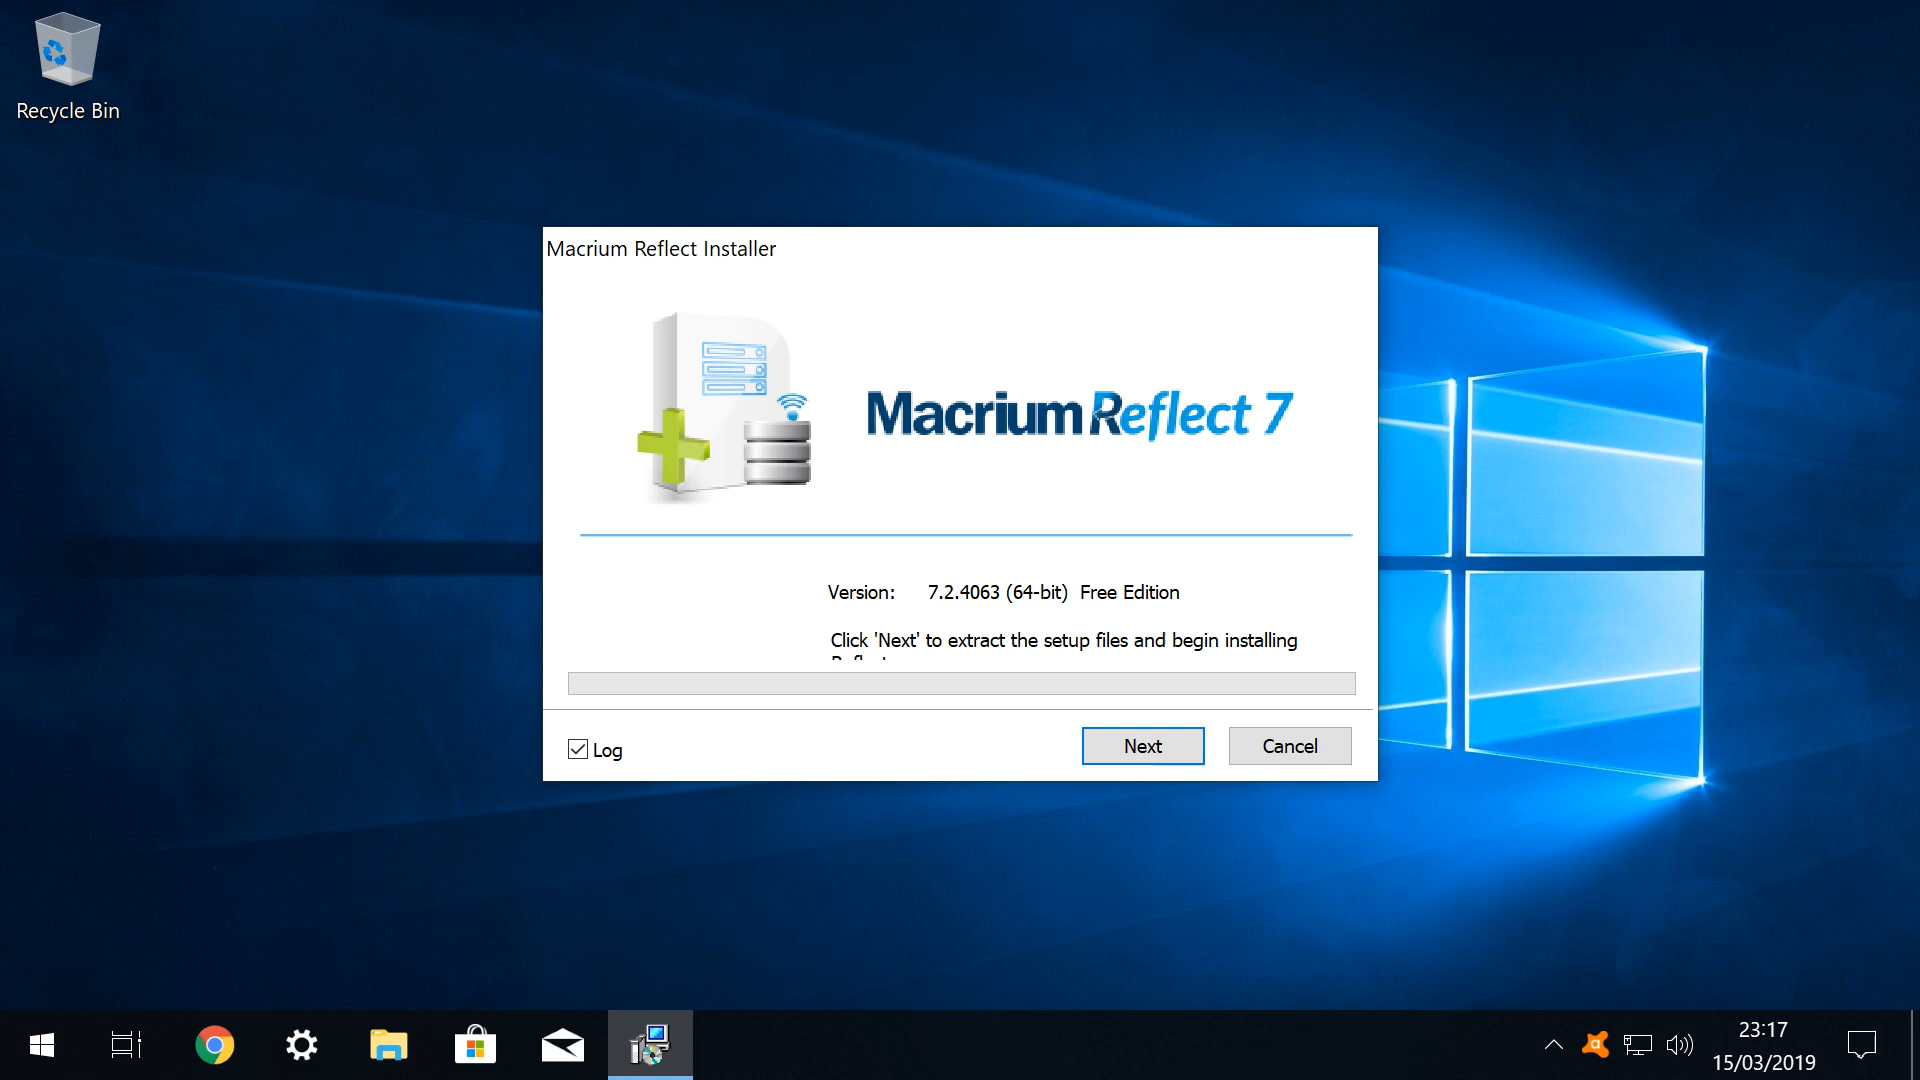 Recycle Bin
Macrium Reflect Installer
Macrium Reflect 7
Version: 7.2.4063 (64-bit) Free Edition
Click 'Next' to extract the setup files and begin installing
Log
Next
Cancel
23:17
15/03/2019